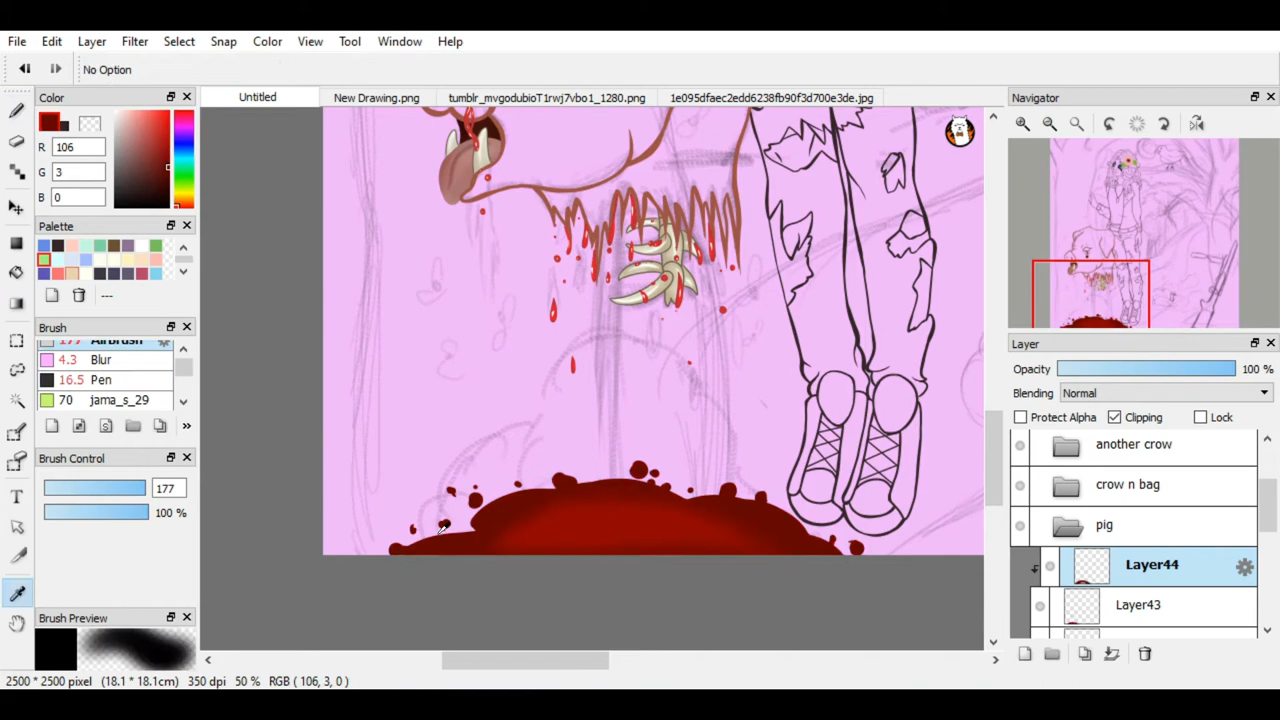 File Edit Layer Filter Select Snap Color View Tool Window Help
No Option
Color
R 106
G 3
B 0
Palette
---
Brush
177 AirBrush
4.3 Blur
16.5 Pen
70 jama_s_29
Brush Control
177
100 %
Brush Preview
Untitled New Drawing.png tumblr_mvgodubioT1rwj7vbo1_1280.png 1e095dfaec2edd6238fb90f3d700e3de.jpg
Navigator
Layer
Opacity 100 %
Blending Normal
Protect Alpha Clipping Lock
another crow
crow n bag
pig
Layer44
Layer43
2500 * 2500 pixel (18.1 * 18.1cm) 350 dpi 50 % RGB ( 106, 3, 0 )